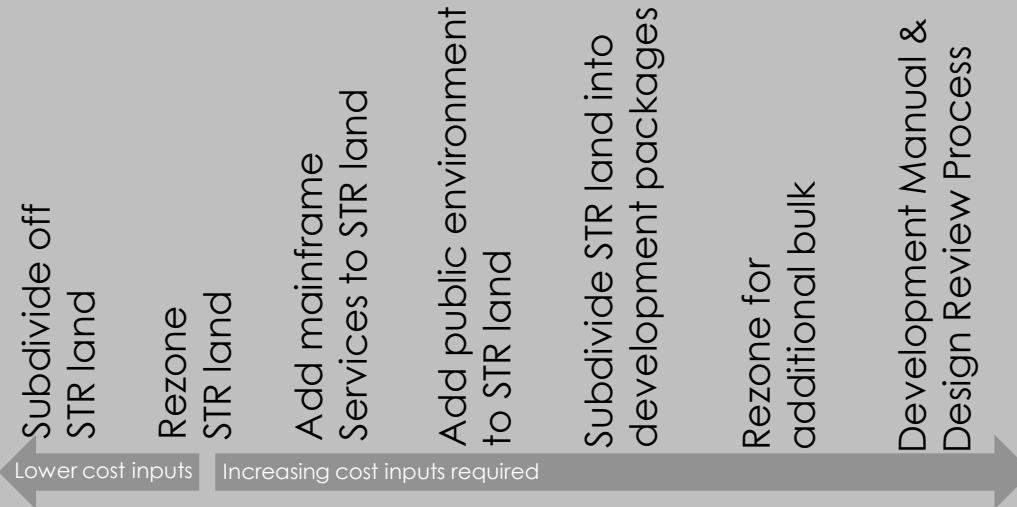 Subdivide off
STR land
Rezone
STR land
Add mainframe
Services to STR land
Add public environment
to STR land
Subdivide STR land into
development packages
Rezone for
additional bulk
Development Manual &
Design Review Process
Lower cost inputs
Increasing cost inputs required